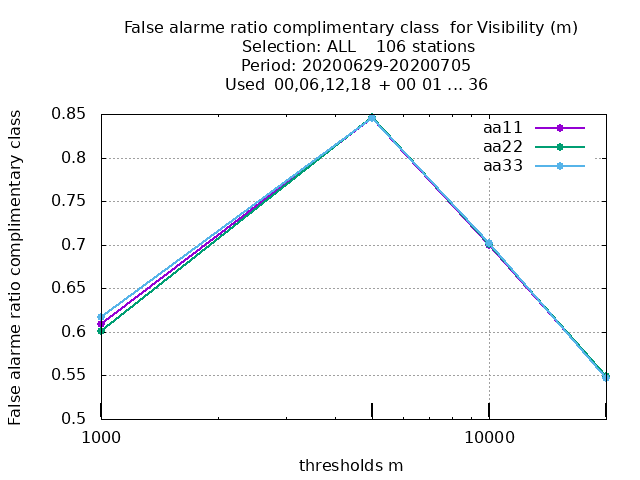 False alarme ratio complimentary class  for Visibility (m)
Selection: ALL    106 stations
Period: 20200629-20200705
Used  00,06,12,18 + 00 01 ... 36
False alarme ratio complimentary class
0.85
0.8
0.75
0.7
0.65
0.6
0.55
0.5
aa11
aa22
aa33
1000
10000
thresholds m